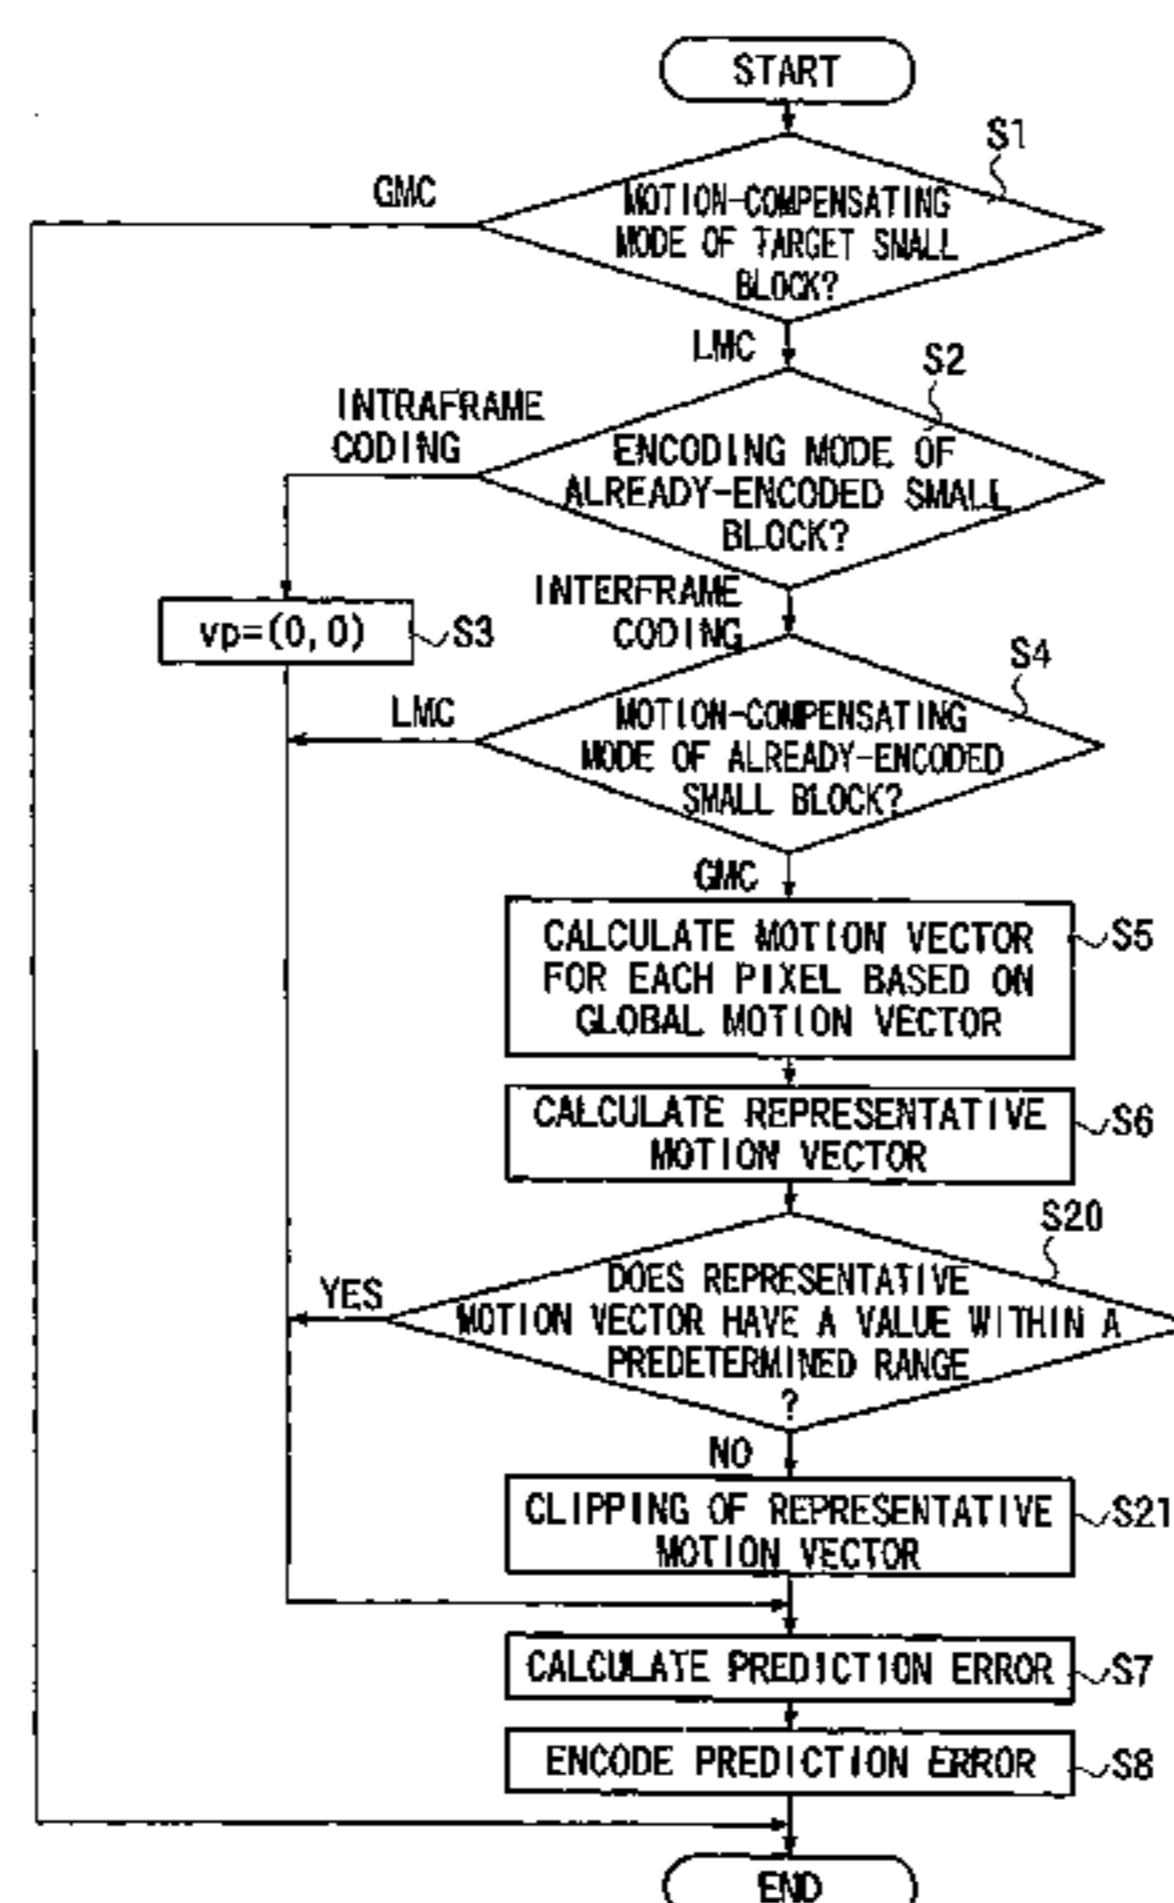 START
S1
GMC
MOTION-COMPENSATING
MODE OF TARGET SMALL
BLOCK?
LMC
S2
INTRAFRAME
CODING
ENCODING MODE OF
ALREADY-ENCODED SMALL
BLOCK?
INTERFRAME
CODING
vp=(0,0)
S3
S4
LMC
MOTION-COMPENSATING
MODE OF ALREADY-ENCODED
SMALL BLOCK?
GMC
CALCULATE MOTION VECTOR
FOR EACH PIXEL BASED ON
GLOBAL MOTION VECTOR
S5
CALCULATE REPRESENTATIVE
MOTION VECTOR
S6
S20
YES
DOES REPRESENTATIVE
MOTION VECTOR HAVE A VALUE WITHIN A
PREDETERMINED RANGE
?
NO
CLIPPING OF REPRESENTATIVE
MOTION VECTOR
S21
CALCULATE PREDICTION ERROR
S7
ENCODE PREDICTION ERROR
S8
END